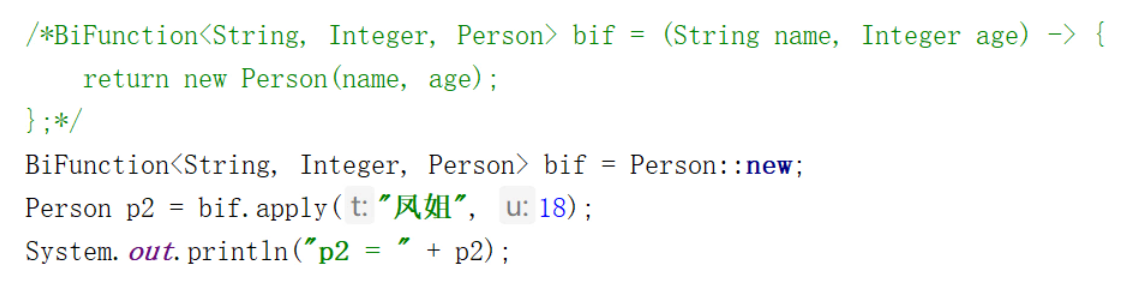 /*BiFunction<String, Integer, Person> bif = (String name, Integer age) -> {
    return new Person(name, age);
};*/
BiFunction<String, Integer, Person> bif = Person::new;
Person p2 = bif.apply( t: "凤姐", u: 18);
System.out.println("p2 = " + p2);